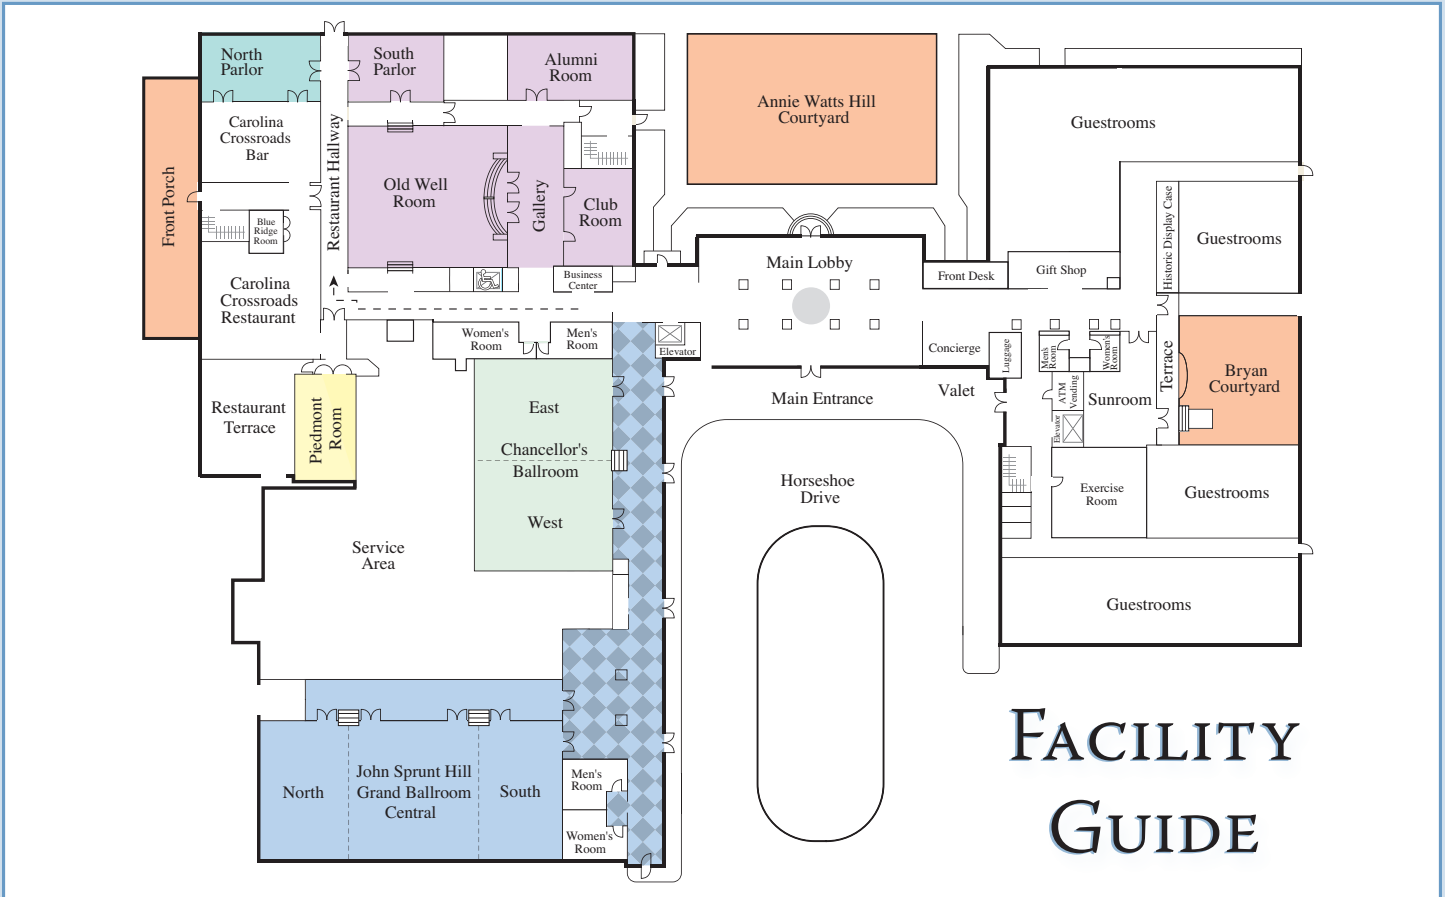 North
Parlor
South
Parlor
Alumni
Room
Annie Watts Hill
Courtyard
Guestrooms
Carolina
Crossroads
Bar
Restaurant Hallway
Front Porch
Old Well
Room
Gallery
Club
Room
Blue
Ridge
Room
Historic Display Case
Guestrooms
Carolina
Crossroads
Restaurant
Business
Center
Main Lobby
Front Desk
Gift Shop
Women's
Room
Men's
Room
Elevator
Concierge
Luggage
Men's
Room
Women's
Room
Terrace
Bryan
Courtyard
Main Entrance
Valet
ATM
Vending
Sunroom
Elevator
Restaurant
Terrace
Piedmont
Room
East
Chancellor's
Ballroom
West
Horseshoe
Drive
Exercise
Room
Guestrooms
Service
Area
Guestrooms
North
John Sprunt Hill
Grand Ballroom
Central
South
Men's
Room
Women's
Room
FACILITY
GUIDE